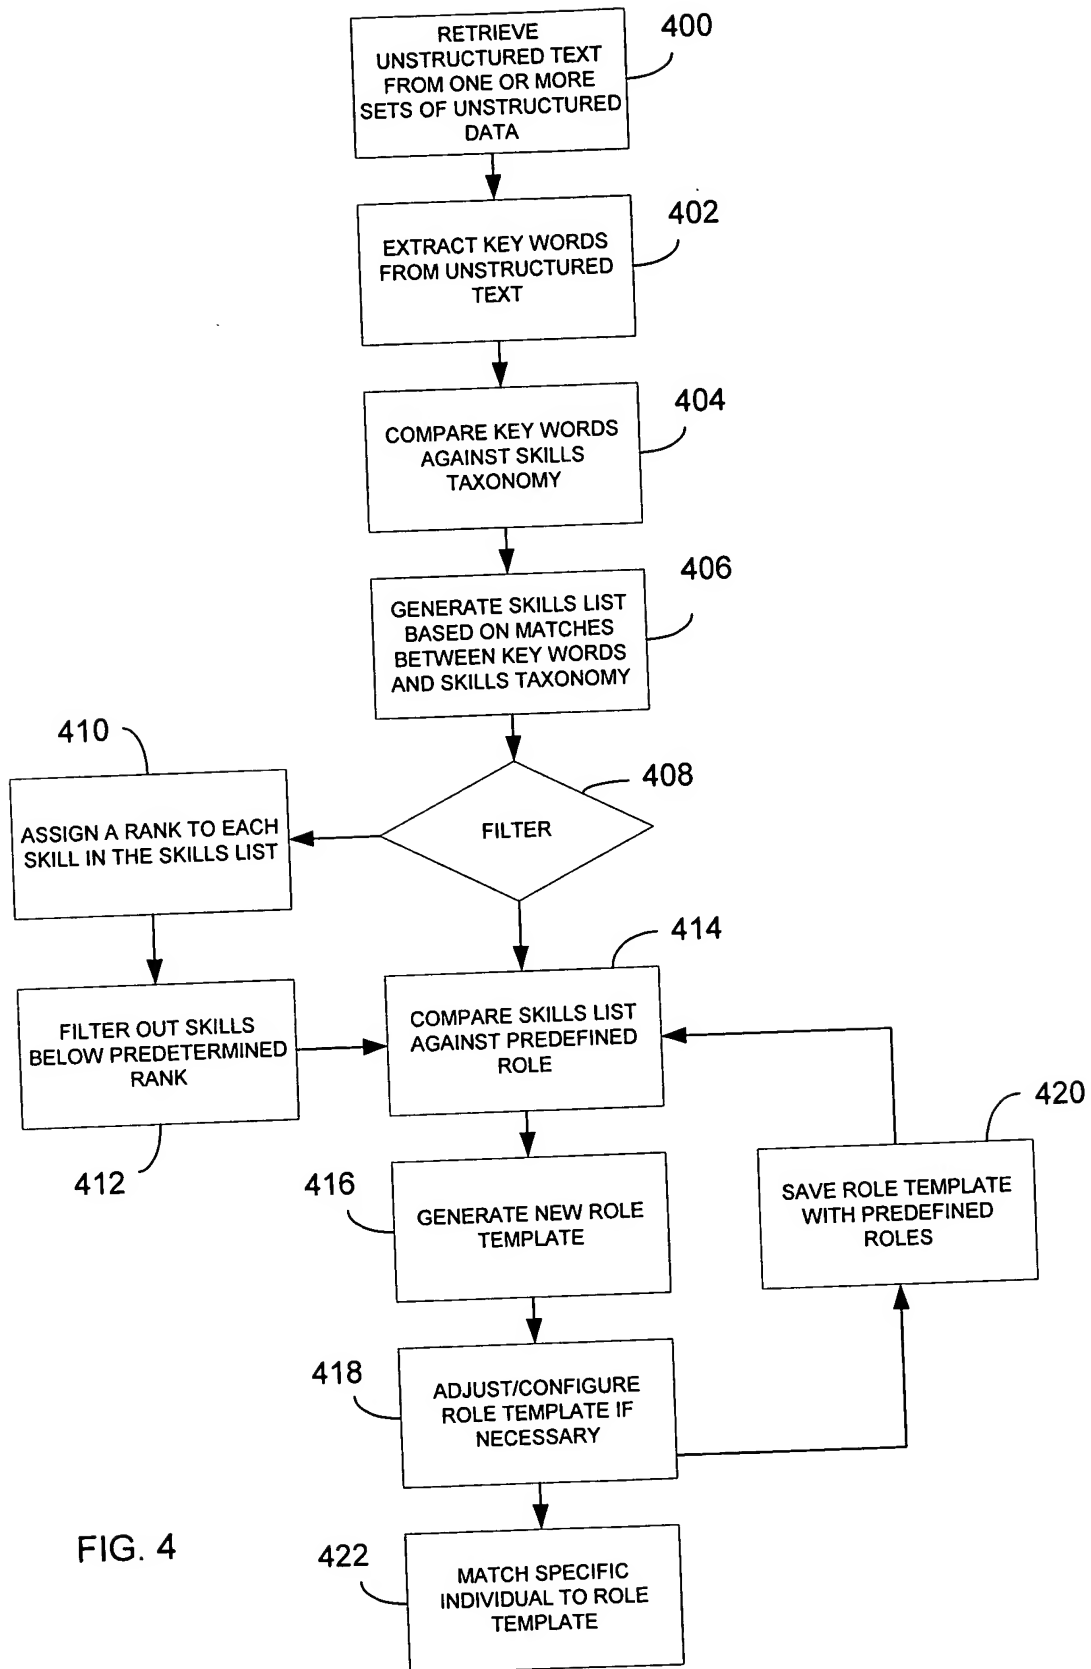 RETRIEVE
UNSTRUCTURED TEXT
FROM ONE OR MORE
SETS OF UNSTRUCTURED
DATA
400
EXTRACT KEY WORDS
FROM UNSTRUCTURED
TEXT
402
COMPARE KEY WORDS
AGAINST SKILLS
TAXONOMY
404
GENERATE SKILLS LIST
BASED ON MATCHES
BETWEEN KEY WORDS
AND SKILLS TAXONOMY
406
FILTER
408
410
ASSIGN A RANK TO EACH
SKILL IN THE SKILLS LIST
FILTER OUT SKILLS
BELOW PREDETERMINED
RANK
412
414
COMPARE SKILLS LIST
AGAINST PREDEFINED
ROLE
416
GENERATE NEW ROLE
TEMPLATE
418
ADJUST/CONFIGURE
ROLE TEMPLATE IF
NECESSARY
420
SAVE ROLE TEMPLATE
WITH PREDEFINED
ROLES
422
MATCH SPECIFIC
INDIVIDUAL TO ROLE
TEMPLATE
FIG. 4